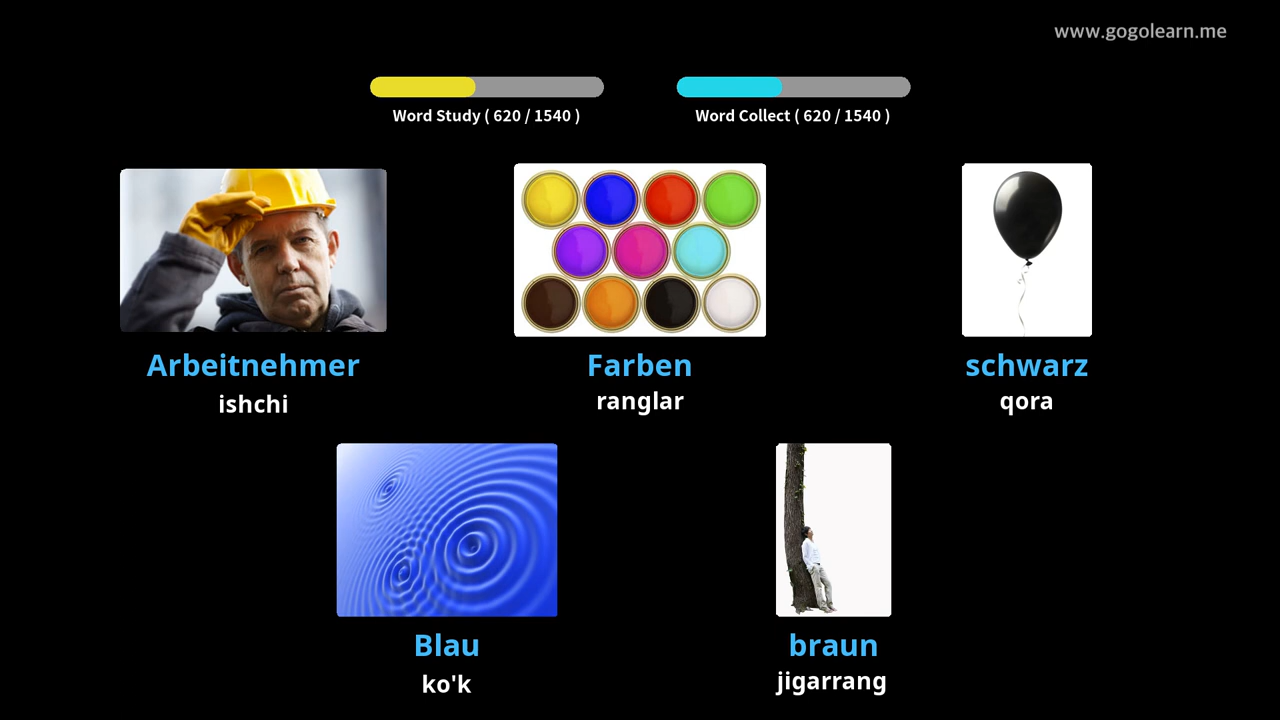 www.gogolearn.me
Word Study ( 620 / 1540 )
Word Collect ( 620 / 1540 )
Arbeitnehmer
ishchi
Farben
ranglar
schwarz
qora
Blau
ko'k
braun
jigarrang